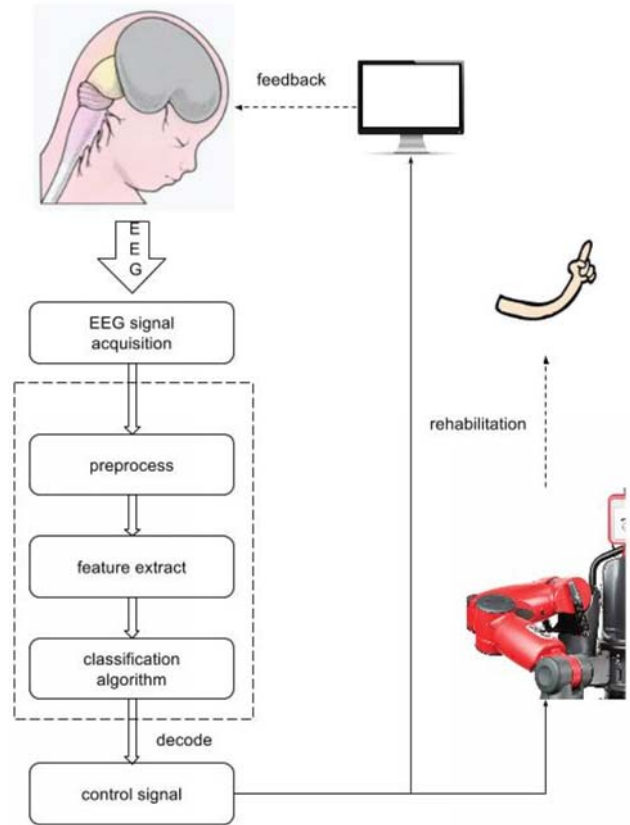 feedback
E
E
G
EEG signal
acquisition
rehabilitation
preprocess
feature extract
classification
algorithm
decode
control signal